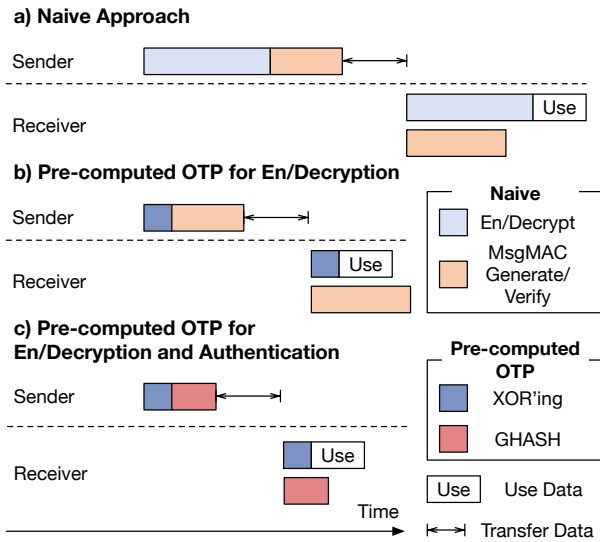 a) Naive Approach
Sender
Receiver
Use
b) Pre-computed OTP for En/Decryption
Sender
Receiver
Use
c) Pre-computed OTP for
En/Decryption and Authentication
Sender
Receiver
Use
Time
Naive
En/Decrypt
MsgMAC
Generate/
Verify
Pre-computed
OTP
XOR'ing
GHASH
Use Use Data
Transfer Data